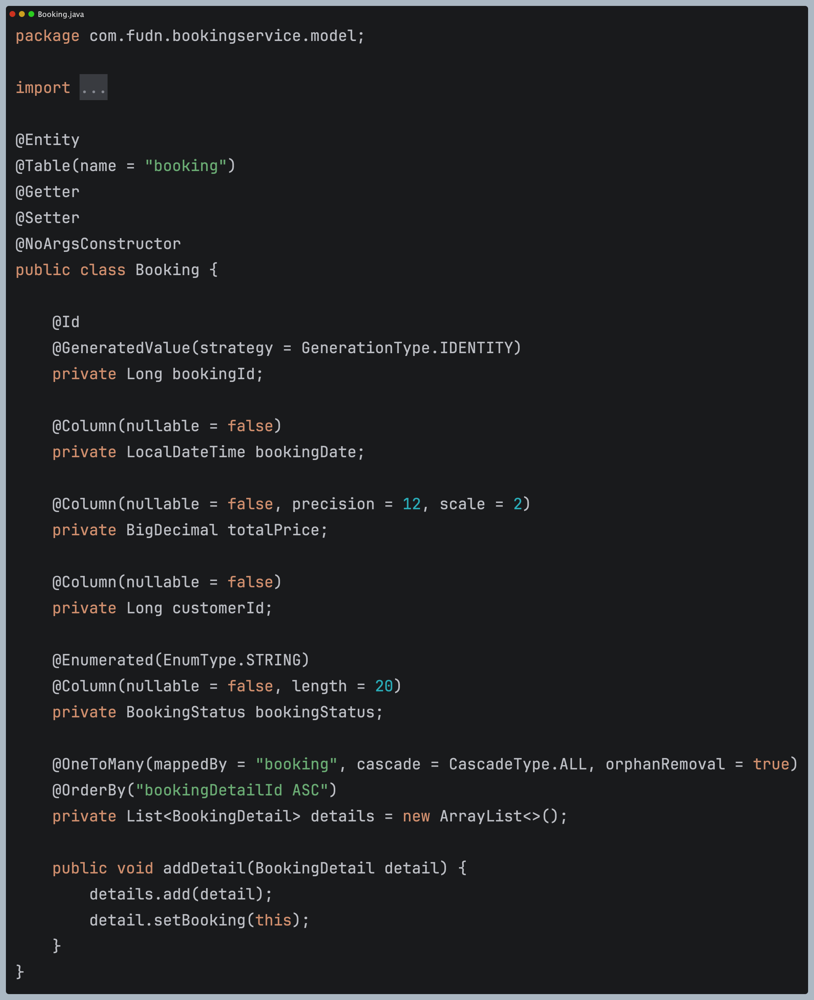 Booking.java
package com.fudn.bookingservice.model;
import ...
@Entity
@Table(name = "booking")
@Getter
@Setter
@NoArgsConstructor
public class Booking {
    @Id
    @GeneratedValue(strategy = GenerationType.IDENTITY)
    private Long bookingId;
    @Column(nullable = false)
    private LocalDateTime bookingDate;
    @Column(nullable = false, precision = 12, scale = 2)
    private BigDecimal totalPrice;
    @Column(nullable = false)
    private Long customerId;
    @Enumerated(EnumType.STRING)
    @Column(nullable = false, length = 20)
    private BookingStatus bookingStatus;
    @OneToMany(mappedBy = "booking", cascade = CascadeType.ALL, orphanRemoval = true)
    @OrderBy("bookingDetailId ASC")
    private List<BookingDetail> details = new ArrayList<>();
    public void addDetail(BookingDetail detail) {
        details.add(detail);
        detail.setBooking(this);
    }
}